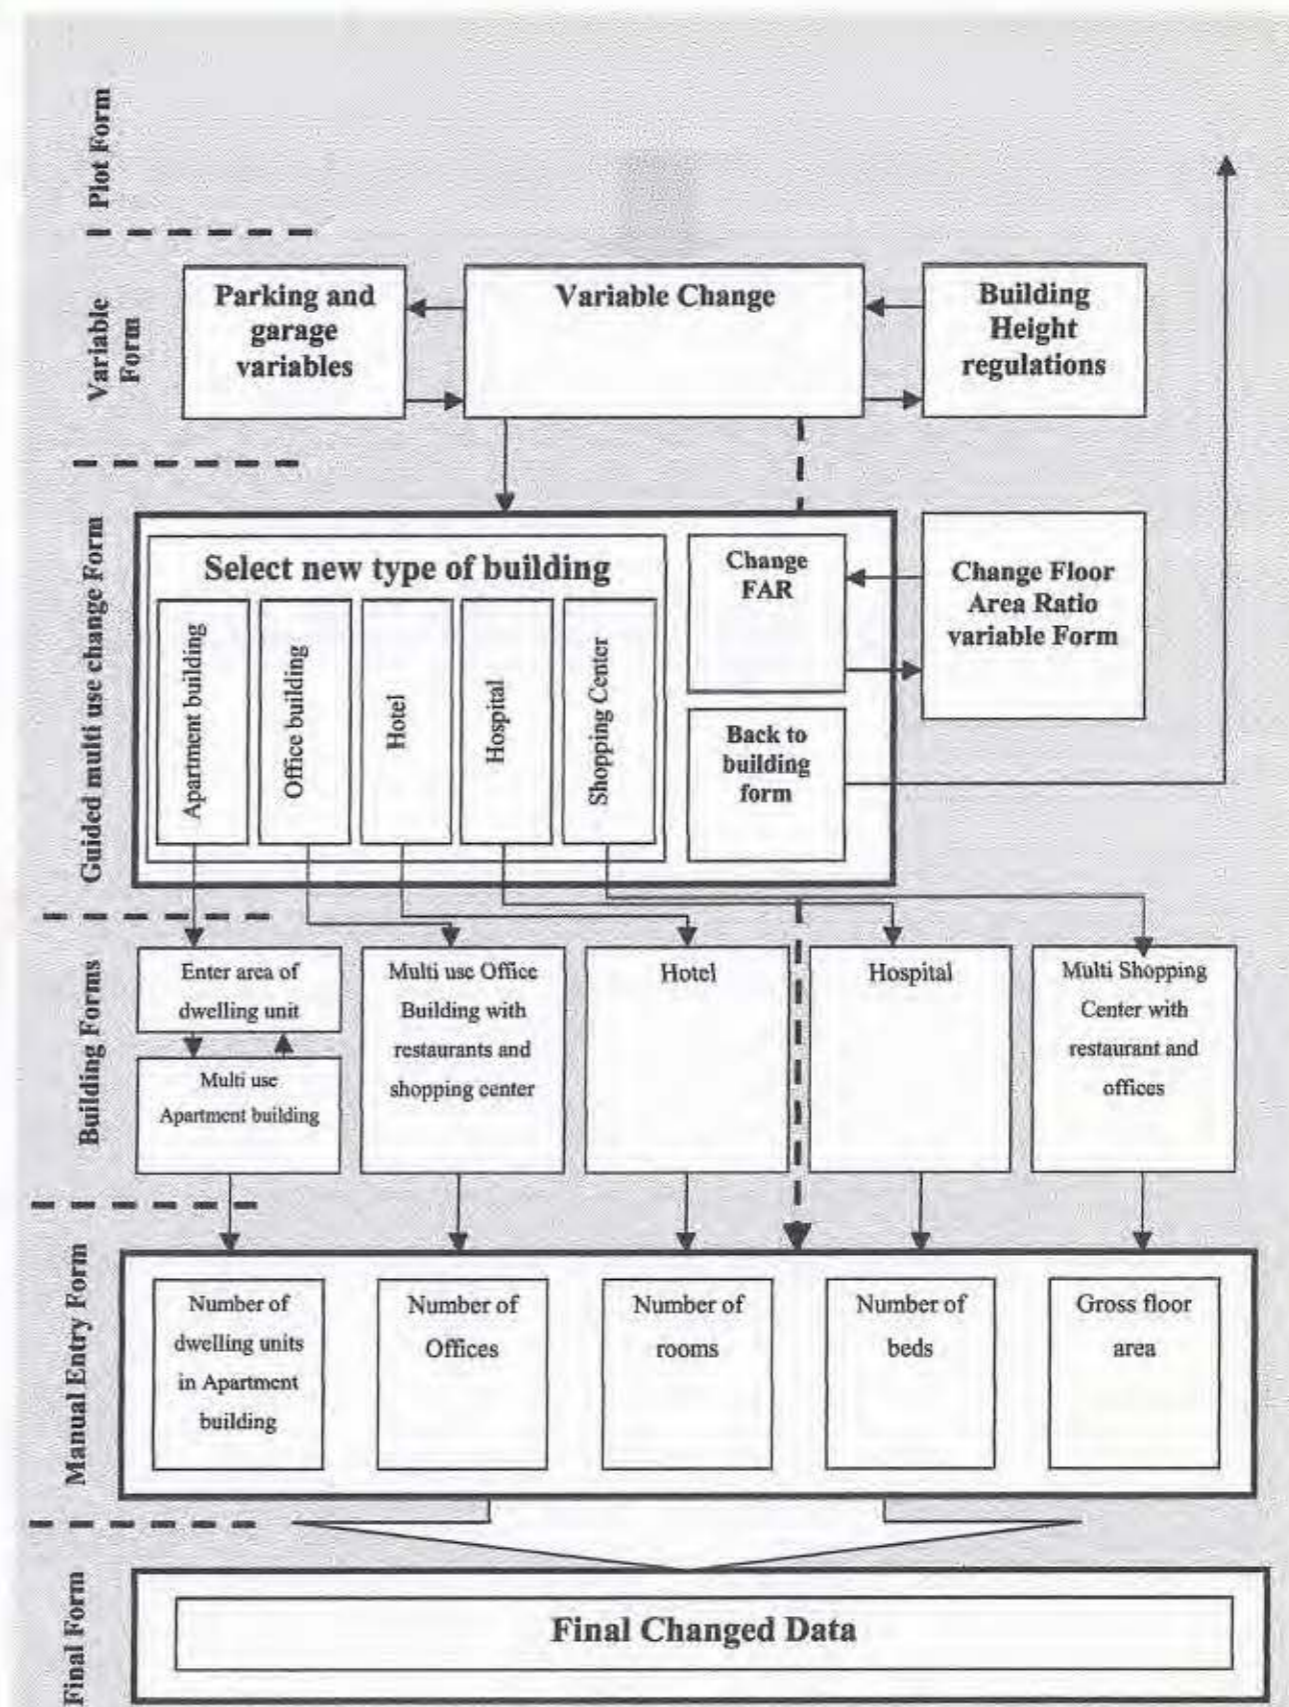 Plot Form
Variable
Form
Parking and
garage
variables
Variable Change
Building
Height
regulations
Guided multi use change Form
Select new type of building
Apartment building
Office building
Hotel
Hospital
Shopping Center
Change
FAR
Change Floor
Area Ratio
variable Form
Back to
building
form
Building Forms
Enter area of
dwelling unit
Multi use
Apartment building
Multi use Office
Building with
restaurants and
shopping center
Hotel
Hospital
Multi Shopping
Center with
restaurant and
offices
Manual Entry Form
Number of
dwelling units
in Apartment
building
Number of
Offices
Number of
rooms
Number of
beds
Gross floor
area
Final Form
Final Changed Data